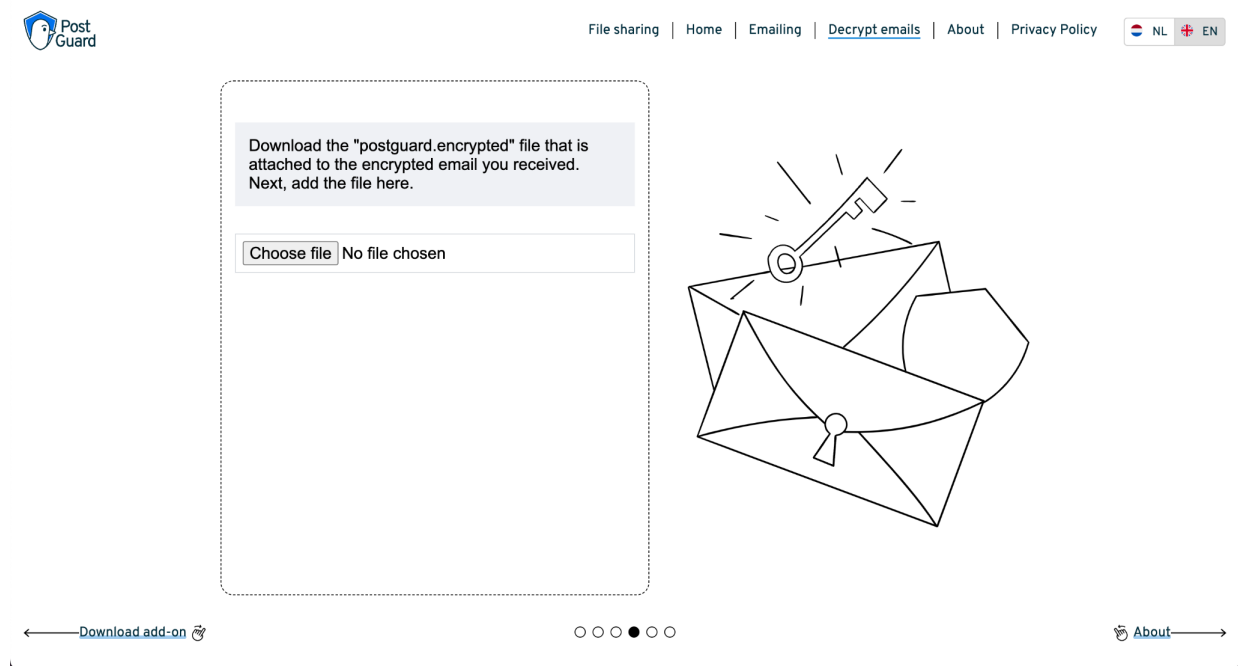 Post
Guard
File sharing
Home
Emailing
Decrypt emails
About
Privacy Policy
NL
EN
Download the "postguard.encrypted" file that is
attached to the encrypted email you received.
Next, add the file here.
Choose file No file chosen
Download add-on
About